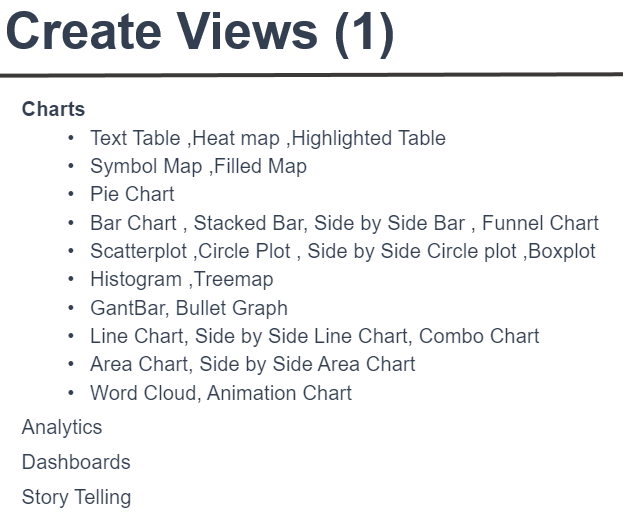 Create Views (1)
Charts
• Text Table ,Heat map ,Highlighted Table
• Symbol Map ,Filled Map
• Pie Chart
• Bar Chart , Stacked Bar, Side by Side Bar , Funnel Chart
• Scatterplot ,Circle Plot , Side by Side Circle plot ,Boxplot
• Histogram ,Treemap
• GantBar, Bullet Graph
• Line Chart, Side by Side Line Chart, Combo Chart
• Area Chart, Side by Side Area Chart
• Word Cloud, Animation Chart
Analytics
Dashboards
Story Telling